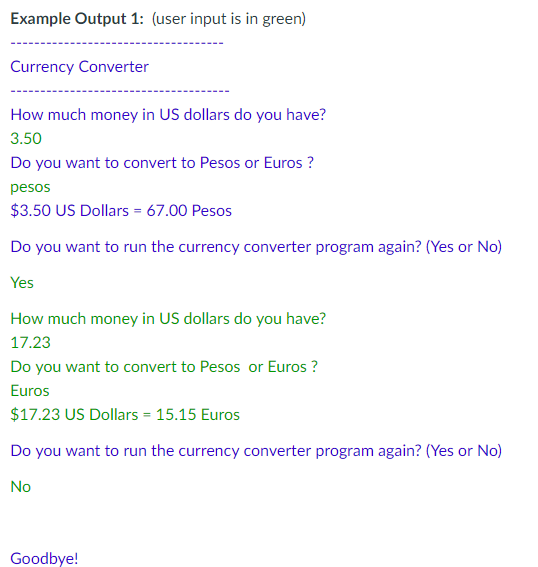 Example Output 1:  (user input is in green)
------------------------------------
Currency Converter
-------------------------------------
How much money in US dollars do you have?
3.50
Do you want to convert to Pesos or Euros ?
pesos
$3.50 US Dollars = 67.00 Pesos
Do you want to run the currency converter program again? (Yes or No)
Yes
How much money in US dollars do you have?
17.23
Do you want to convert to Pesos  or Euros ?
Euros
$17.23 US Dollars = 15.15 Euros
Do you want to run the currency converter program again? (Yes or No)
No
Goodbye!